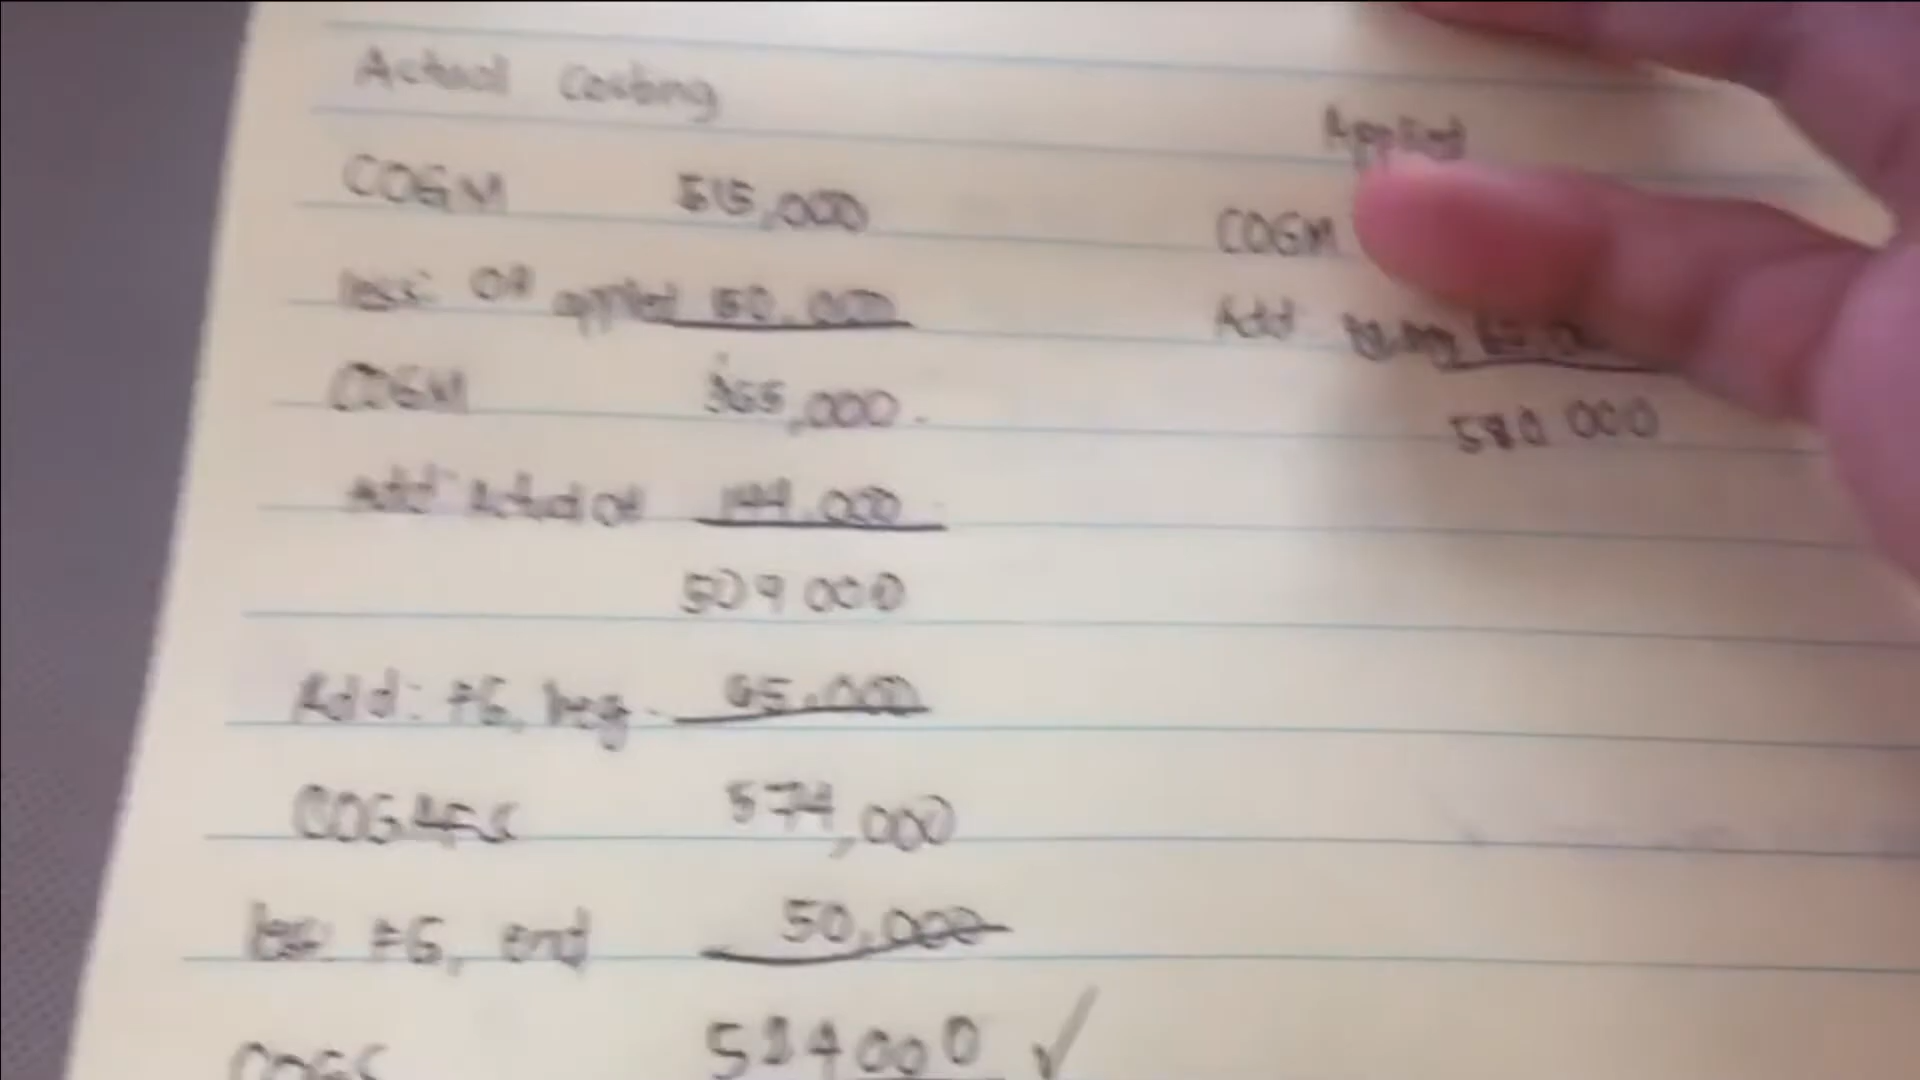 Actual Costing
COGM 515,000
less: OH applied 150,000
COGM 365,000
Add: Actual OH 144,000
509 000
Add: FG, beg. 65,000
COGAFS 574,000
less: FG, end 50,000
COGS 524000 ✓
Applied
COGM
Add
580 000